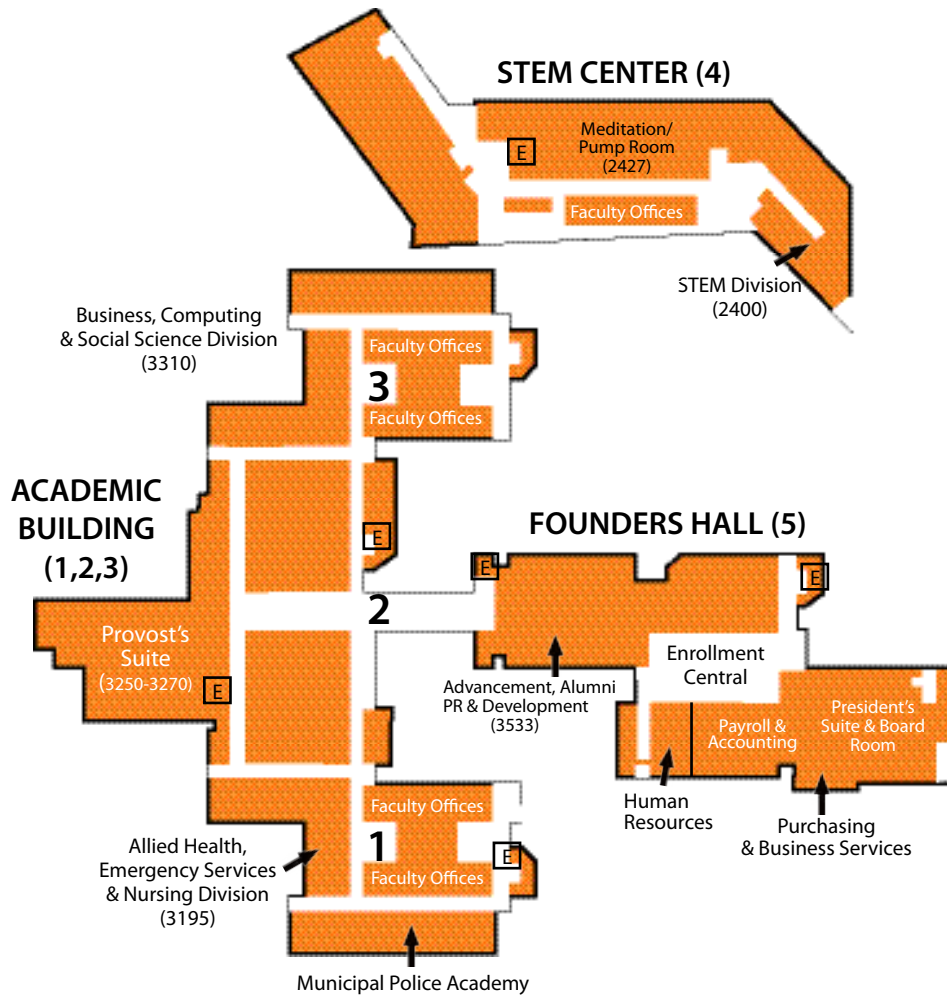 STEM CENTER (4)
Meditation/
Pump Room
(2427)
E
Faculty Offices
STEM Division
(2400)
Business, Computing
& Social Science Division
(3310)
Faculty Offices
3
Faculty Offices
ACADEMIC
BUILDING
(1,2,3)
E
2
Provost's
Suite
(3250-3270)
E
FOUNDERS HALL (5)
E
E
Enrollment
Central
Advancement, Alumni
PR & Development
(3533)
Payroll &
Accounting
President's
Suite & Board
Room
Human
Resources
Purchasing
& Business Services
Faculty Offices
1
E
Faculty Offices
Allied Health,
Emergency Services
& Nursing Division
(3195)
Municipal Police Academy